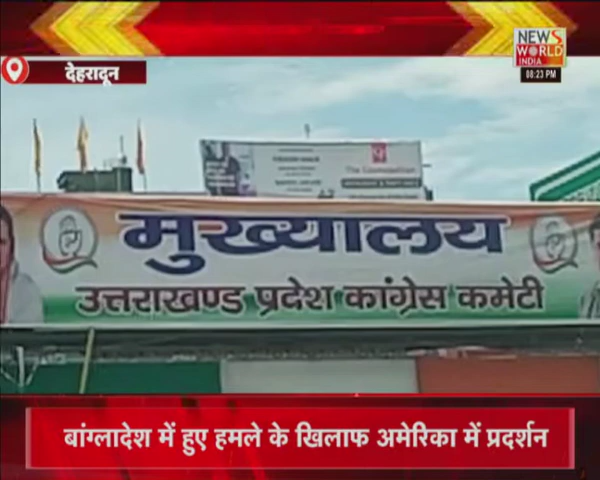 NEWS
WORLD
INDIA
08:23 PM
देहरादून
मुख्यालय
उत्तराखण्ड प्रदेश कांग्रेस कमेटी
बांग्लादेश में हुए हमले के खिलाफ अमेरिका में प्रदर्शन